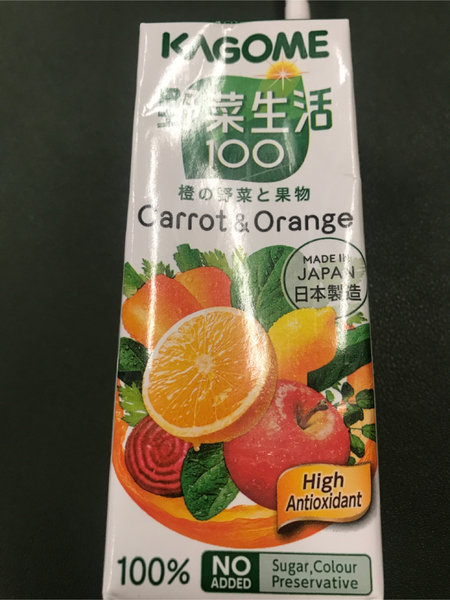 KAGOME
野菜生活
100
橙の野菜と果物
Carrot & Orange
MADE IN
JAPAN
日本製造
High
Antioxidant
100% NO ADDED Sugar,Colour
Preservative